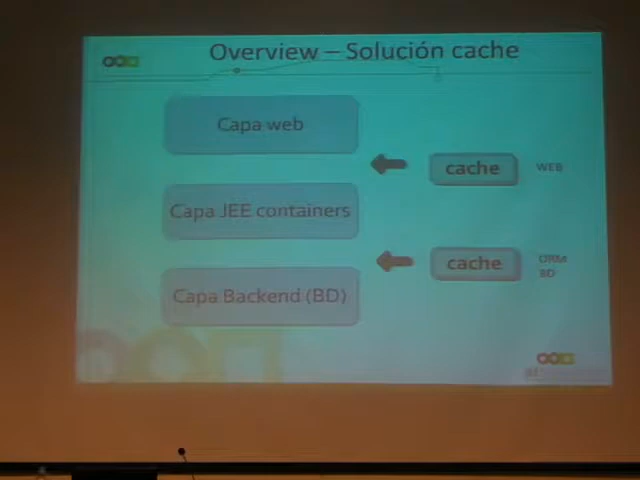 Overview – Solución cache
Capa web
cache
WEB
Capa JEE containers
cache
ORM
BD
Capa Backend (BD)